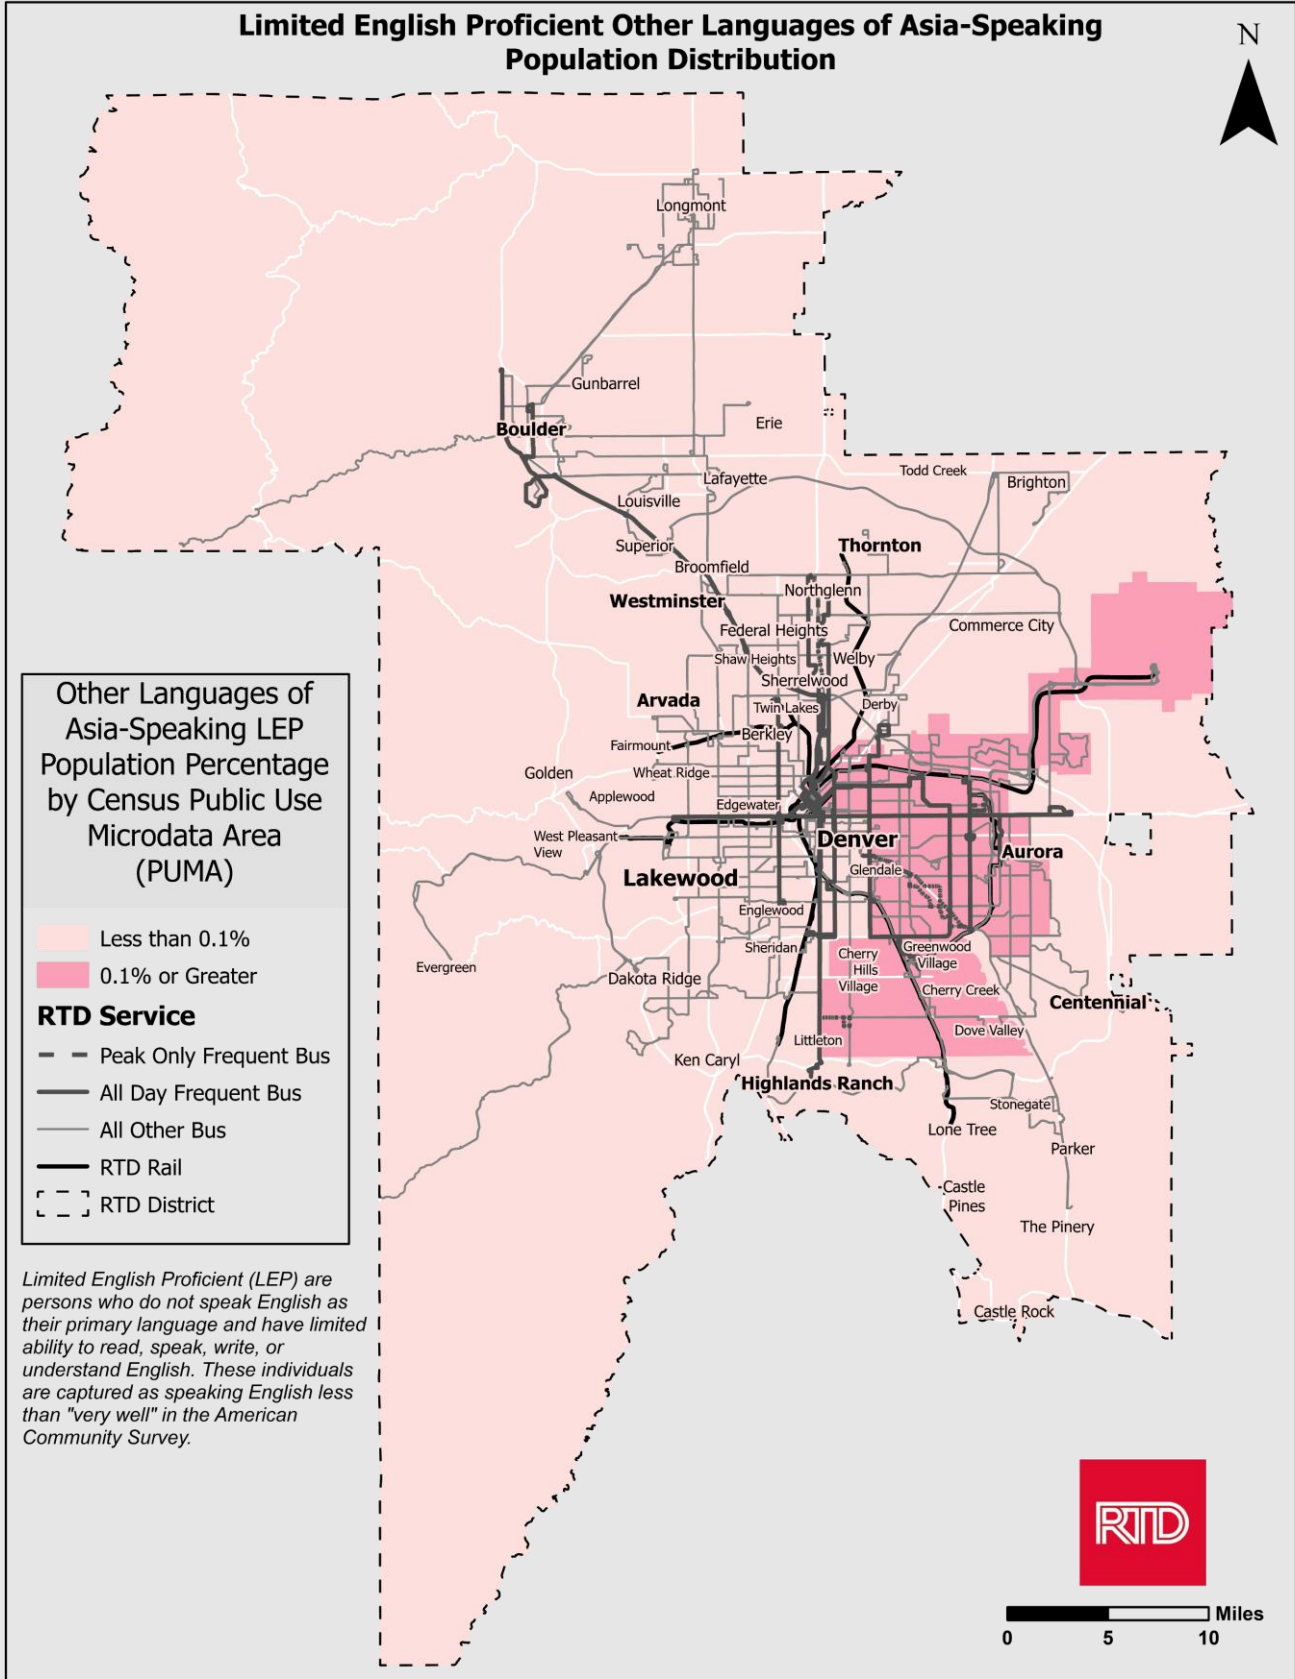 Limited English Proficient Other Languages of Asia-Speaking
Population Distribution
N
Longmont
Gunbarrel
Boulder
Erie
Lafayette
Todd Creek
Brighton
Louisville
Superior
Thornton
Broomfield
Northglenn
Westminster
Federal Heights
Commerce City
Shaw Heights
Welby
Sherrelwood
Arvada
Twin Lakes
Derby
Berkley
Fairmount
Golden
Wheat Ridge
Applewood
Edgewater
West Pleasant
View
Denver
Aurora
Glendale
Lakewood
Englewood
Sheridan
Greenwood
Village
Cherry
Hills
Village
Evergreen
Dakota Ridge
Cherry Creek
Centennial
Dove Valley
Littleton
Ken Caryl
Highlands Ranch
Stonegate
Lone Tree
Parker
Castle
Pines
The Pinery
Castle Rock
Other Languages of
Asia-Speaking LEP
Population Percentage
by Census Public Use
Microdata Area
(PUMA)
Less than 0.1%
0.1% or Greater
RTD Service
Peak Only Frequent Bus
All Day Frequent Bus
All Other Bus
RTD Rail
RTD District
Limited English Proficient (LEP) are
persons who do not speak English as
their primary language and have limited
ability to read, speak, write, or
understand English. These individuals
are captured as speaking English less
than "very well" in the American
Community Survey.
RTD
Miles
0 5 10